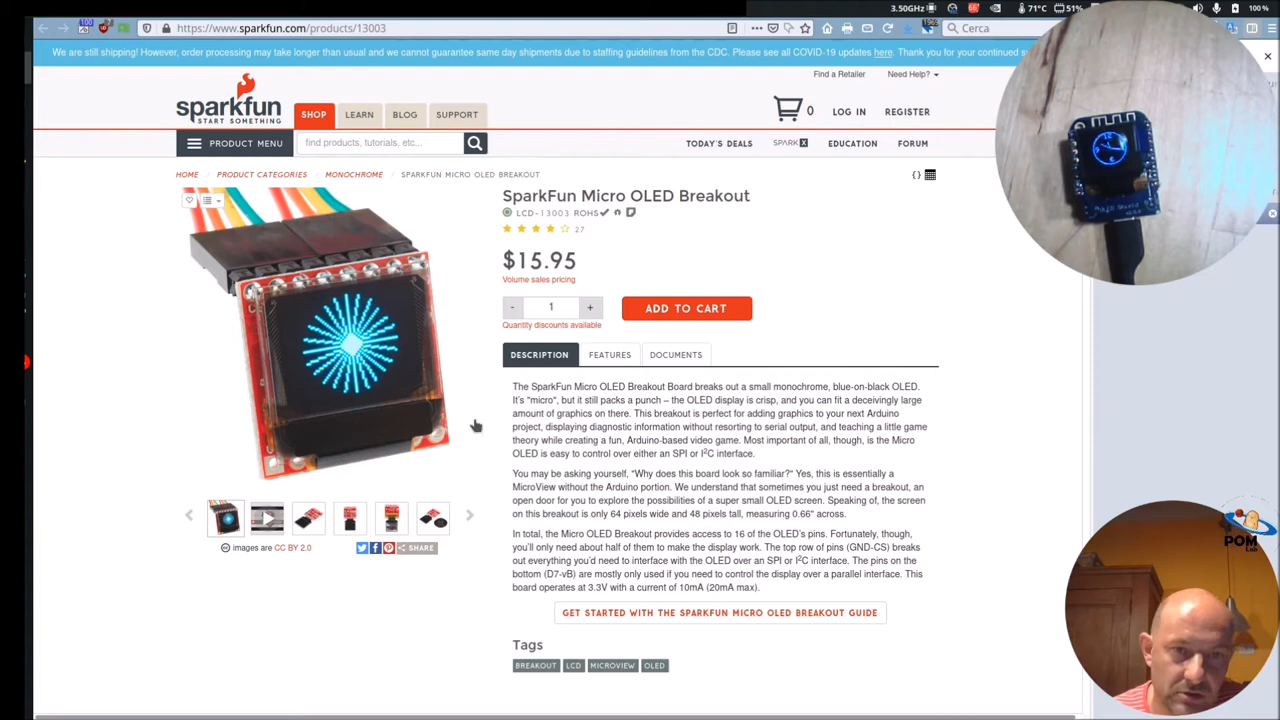 3.50GHz 71°C 51% 100 %
https://www.sparkfun.com/products/13003
Cerca
We are still shipping! However, order processing may take longer than usual and we cannot guarantee same day shipments due to staffing guidelines from the CDC. Please see all COVID-19 updates here. Thank you for your continued
Find a Retailer Need Help?
sparkfun
START SOMETHING
SHOP LEARN BLOG SUPPORT
0 LOG IN REGISTER
PRODUCT MENU find products, tutorials, etc... TODAY'S DEALS SPARK X EDUCATION FORUM
HOME PRODUCT CATEGORIES MONOCHROME SPARKFUN MICRO OLED BREAKOUT {}
SparkFun Micro OLED Breakout
LCD-13003 ROHS
27
$15.95
Volume sales pricing
- 1 + ADD TO CART
Quantity discounts available
DESCRIPTION FEATURES DOCUMENTS
The SparkFun Micro OLED Breakout Board breaks out a small monochrome, blue-on-black OLED.
It's "micro", but it still packs a punch – the OLED display is crisp, and you can fit a deceivingly large
amount of graphics on there. This breakout is perfect for adding graphics to your next Arduino
project, displaying diagnostic information without resorting to serial output, and teaching a little game
theory while creating a fun, Arduino-based video game. Most important of all, though, is the Micro
OLED is easy to control over either an SPI or I²C interface.
You may be asking yourself, "Why does this board look so familiar?" Yes, this is essentially a
MicroView without the Arduino portion. We understand that sometimes you just need a breakout, an
open door for you to explore the possibilities of a super small OLED screen. Speaking of, the screen
on this breakout is only 64 pixels wide and 48 pixels tall, measuring 0.66" across.
In total, the Micro OLED Breakout provides access to 16 of the OLED's pins. Fortunately, though,
you'll only need about half of them to make the display work. The top row of pins (GND-CS) breaks
out everything you'd need to interface with the OLED over an SPI or I²C interface. The pins on the
bottom (D7-vB) are mostly only used if you need to control the display over a parallel interface. This
board operates at 3.3V with a current of 10mA (20mA max).
GET STARTED WITH THE SPARKFUN MICRO OLED BREAKOUT GUIDE
images are CC BY 2.0 SHARE
Tags
BREAKOUT LCD MICROVIEW OLED
POM
Lab